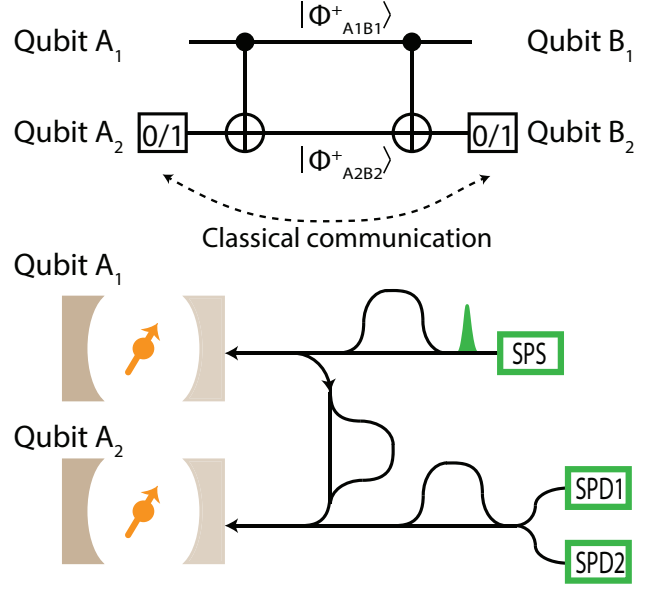 |Φ⁺A1B1⟩
Qubit A₁ Qubit B₁
Qubit A₂ 0/1 0/1 Qubit B₂
|Φ⁺A2B2⟩
Classical communication
Qubit A₁
SPS
Qubit A₂
SPD1
SPD2